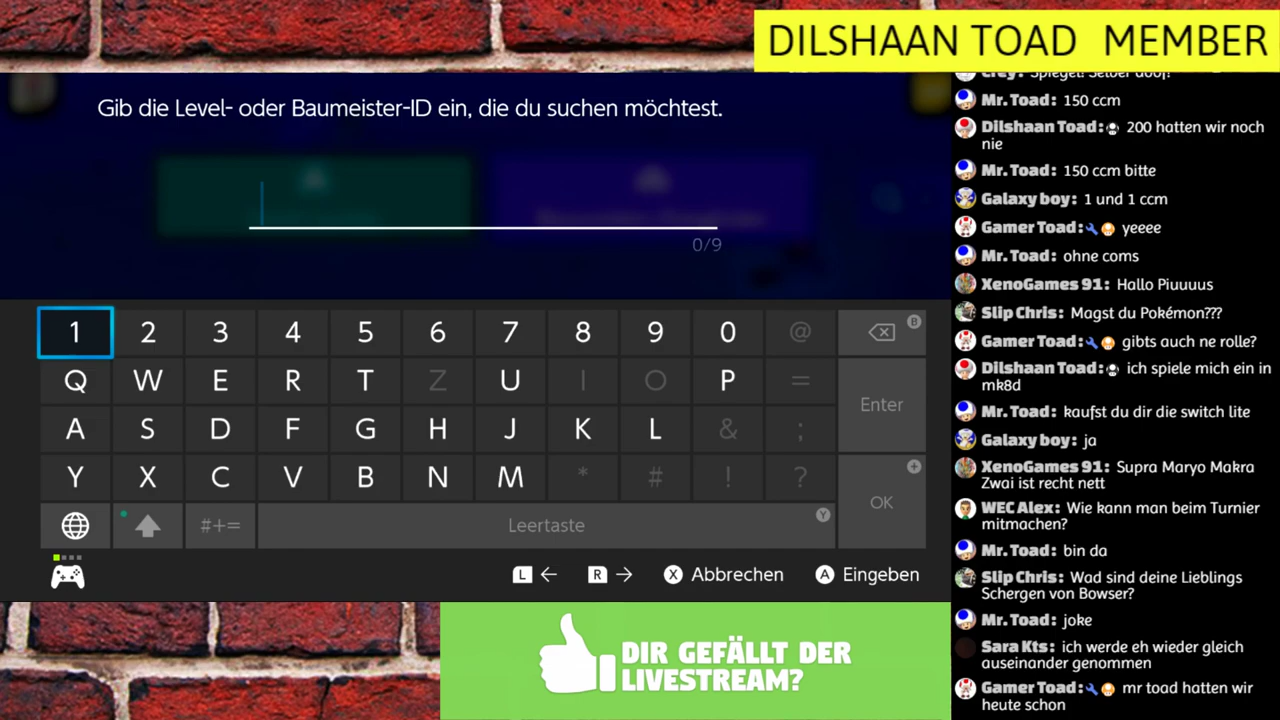 DILSHAAN TOAD MEMBER
Gib die Level- oder Baumeister-ID ein, die du suchen möchtest.
0/9
1 2 3 4 5 6 7 8 9 0 @ B
Q W E R T Z U I O P =
Enter
A S D F G H J K L & ;
Y X C V B N M * # ! ? +
OK
#+= Leertaste Y
L ← R → X Abbrechen A Eingeben
DIR GEFÄLLT DER
LIVESTREAM?
Crey: Spiegel! Selber doof!
Mr. Toad: 150 ccm
Dilshaan Toad: 200 hatten wir noch
nie
Mr. Toad: 150 ccm bitte
Galaxy boy: 1 und 1 ccm
Gamer Toad: yeeee
Mr. Toad: ohne coms
XenoGames 91: Hallo Piuuuus
Slip Chris: Magst du Pokémon???
Gamer Toad: gibts auch ne rolle?
Dilshaan Toad: ich spiele mich ein in
mk8d
Mr. Toad: kaufst du dir die switch lite
Galaxy boy: ja
XenoGames 91: Supra Maryo Makra
Zwai ist recht nett
WEC Alex: Wie kann man beim Turnier
mitmachen?
Mr. Toad: bin da
Slip Chris: Wad sind deine Lieblings
Schergen von Bowser?
Mr. Toad: joke
Sara Kts: ich werde eh wieder gleich
auseinander genommen
Gamer Toad: mr toad hatten wir
heute schon